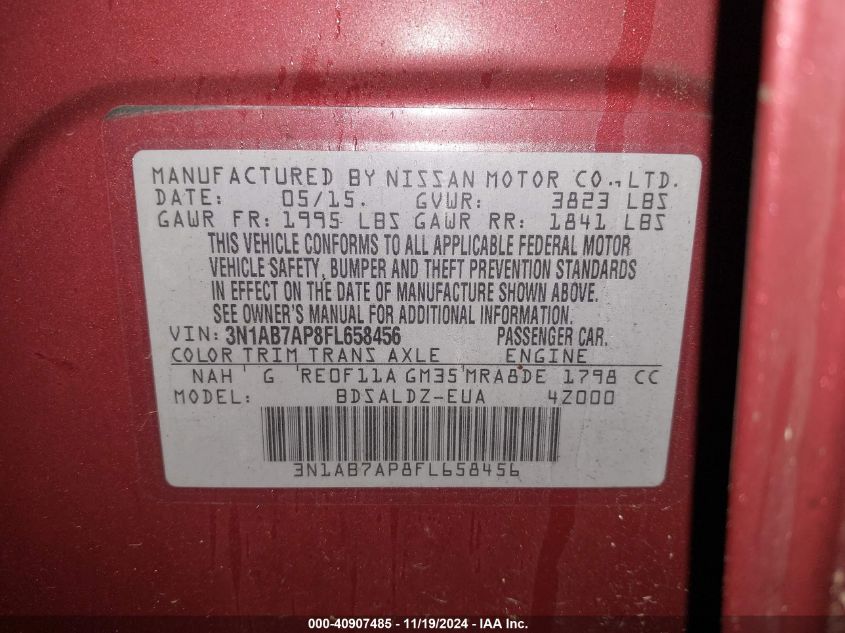 MANUFACTURED BY NISSAN MOTOR CO., LTD.
DATE: 05/15. GVWR: 3823 LBS
GAWR FR: 1995 LBS GAWR RR: 1841 LBS
THIS VEHICLE CONFORMS TO ALL APPLICABLE FEDERAL MOTOR
VEHICLE SAFETY, BUMPER AND THEFT PREVENTION STANDARDS
IN EFFECT ON THE DATE OF MANUFACTURE SHOWN ABOVE.
SEE OWNER'S MANUAL FOR ADDITIONAL INFORMATION.
VIN: 3N1AB7AP8FL658456 PASSENGER CAR.
COLOR TRIM TRANS AXLE ENGINE
NAH G RE0F11A GM35 MRA8DE 1798 CC
MODEL: BDSALDZ-EUA 4Z000
3N1AB7AP8FL658456
000-40907485 - 11/19/2024 - IAA Inc.